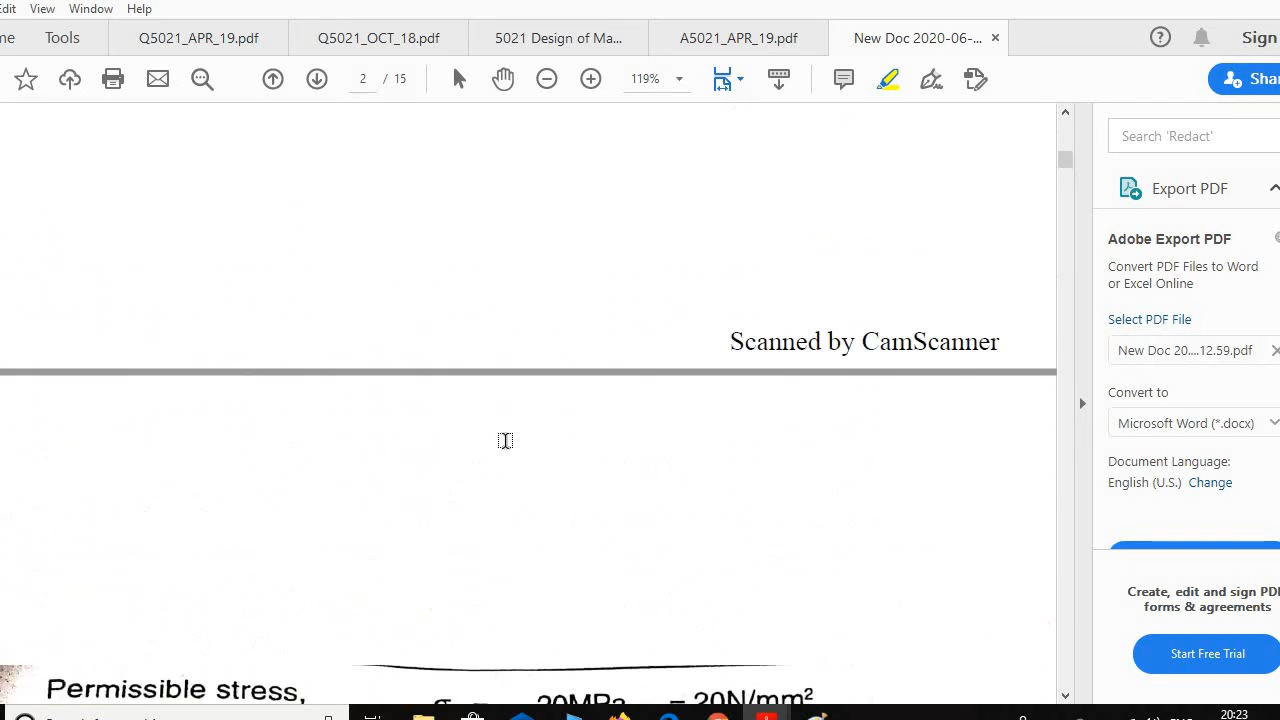 Edit View Window Help
me Tools Q5021_APR_19.pdf Q5021_OCT_18.pdf 5021 Design of Ma... A5021_APR_19.pdf New Doc 2020-06-... × Sign
2 / 15 119% Sha
Search 'Redact'
Export PDF
Adobe Export PDF
Convert PDF Files to Word
or Excel Online
Select PDF File
New Doc 20....12.59.pdf
Convert to
Microsoft Word (*.docx)
Document Language:
English (U.S.) Change
Create, edit and sign PDF
forms & agreements
Start Free Trial
Scanned by CamScanner
Permissible stress,
20MPa = 20N/mm²
20:23